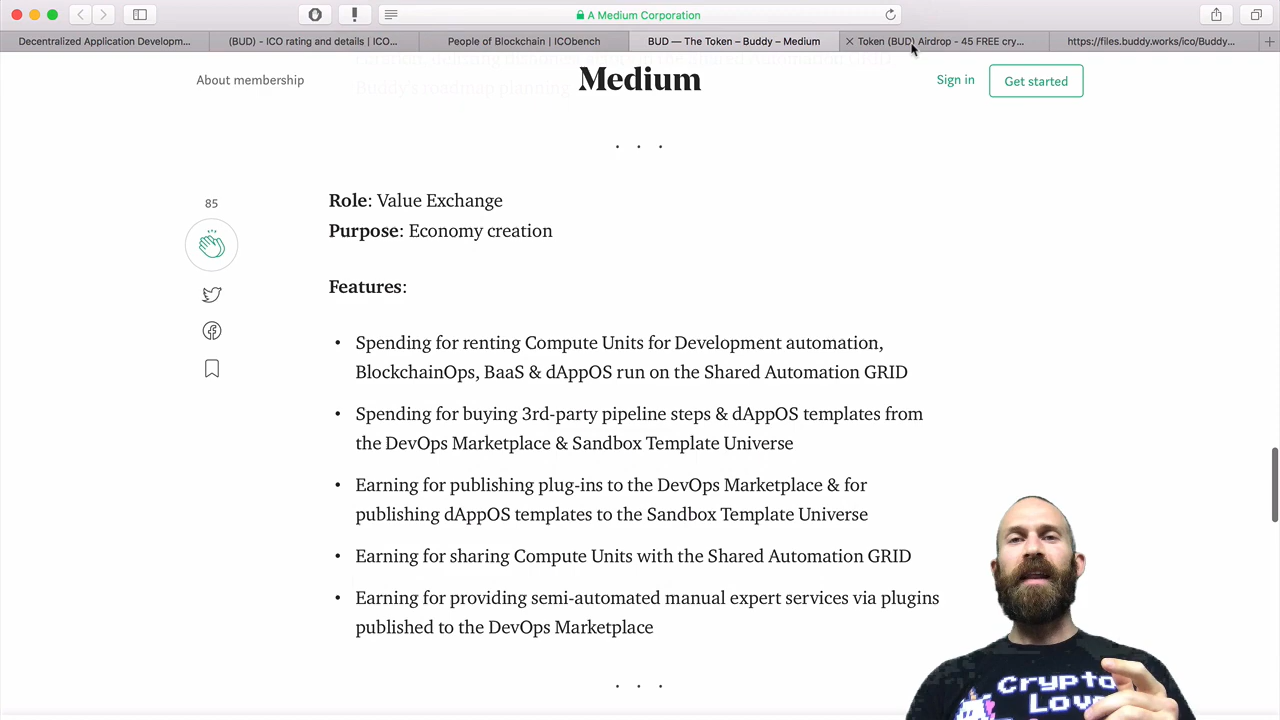 A Medium Corporation
Decentralized Application Developm...
(BUD) - ICO rating and details | ICO...
People of Blockchain | ICObench
BUD — The Token – Buddy – Medium
Token (BUD) Airdrop - 45 FREE cry...
https://files.buddy.works/ico/Buddy...
About membership
Medium
Sign in
Get started
Buddy's roadmap planning
Role: Value Exchange
85
Purpose: Economy creation
Features:
• Spending for renting Compute Units for Development automation,
BlockchainOps, BaaS & dAppOS run on the Shared Automation GRID
• Spending for buying 3rd-party pipeline steps & dAppOS templates from
the DevOps Marketplace & Sandbox Template Universe
• Earning for publishing plug-ins to the DevOps Marketplace & for
publishing dAppOS templates to the Sandbox Template Universe
• Earning for sharing Compute Units with the Shared Automation GRID
• Earning for providing semi-automated manual expert services via plugins
published to the DevOps Marketplace
Crypto
Love